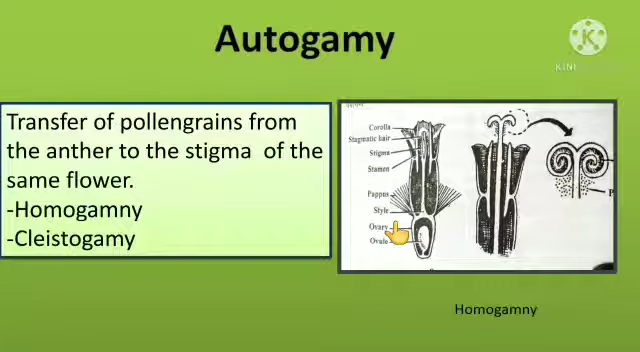 Autogamy
KINE
Transfer of pollengrains from
the anther to the stigma of the
same flower.
-Homogamny
-Cleistogamy
Corolla
Stagmatic hair
Stigma
Stamen
Pappus
Style
Ovary
Ovule
P
Homogamny